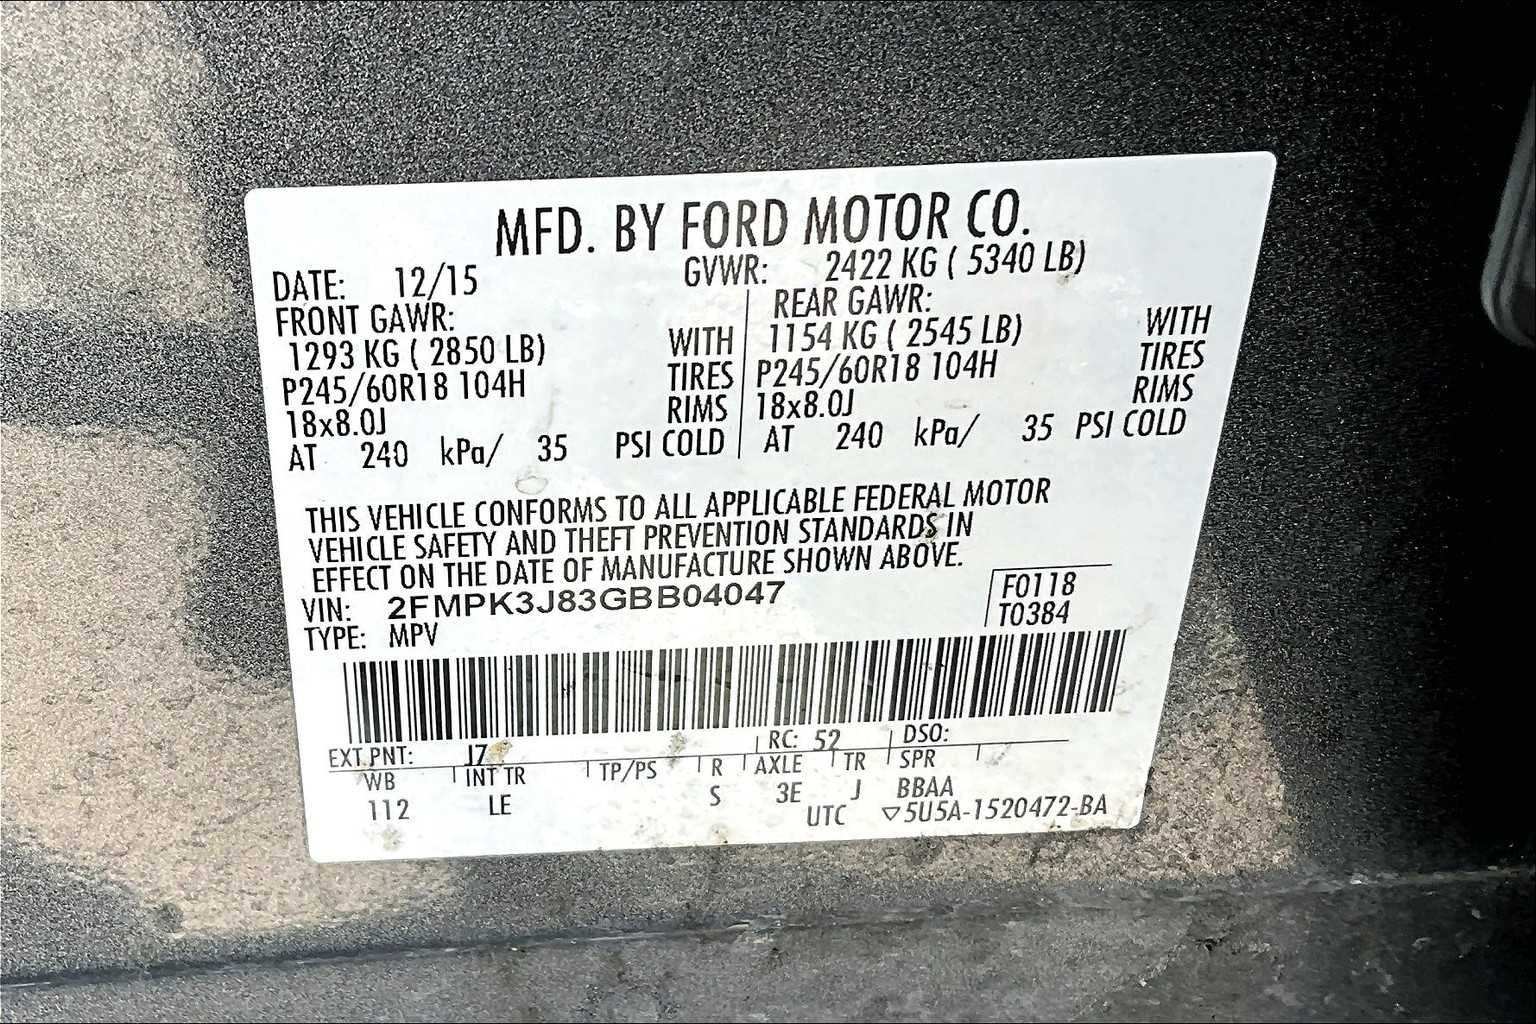 MFD. BY FORD MOTOR CO.
DATE: 12/15 GVWR: 2422 KG ( 5340 LB)
FRONT GAWR: REAR GAWR:
1293 KG ( 2850 LB) WITH 1154 KG ( 2545 LB) WITH
P245/60R18 104H TIRES P245/60R18 104H TIRES
18x8.0J RIMS 18x8.0J RIMS
AT 240 kPa/ 35 PSI COLD AT 240 kPa/ 35 PSI COLD
THIS VEHICLE CONFORMS TO ALL APPLICABLE FEDERAL MOTOR
VEHICLE SAFETY AND THEFT PREVENTION STANDARDS IN
EFFECT ON THE DATE OF MANUFACTURE SHOWN ABOVE.
VIN: 2FMPK3J83GBB04047 F0118
TYPE: MPV T0384
EXT PNT: J7 RC: 52 DSO:
WB INT TR TP/PS R AXLE TR SPR
112 LE S 3E J BBAA
UTC ▽5U5A-1520472-BA